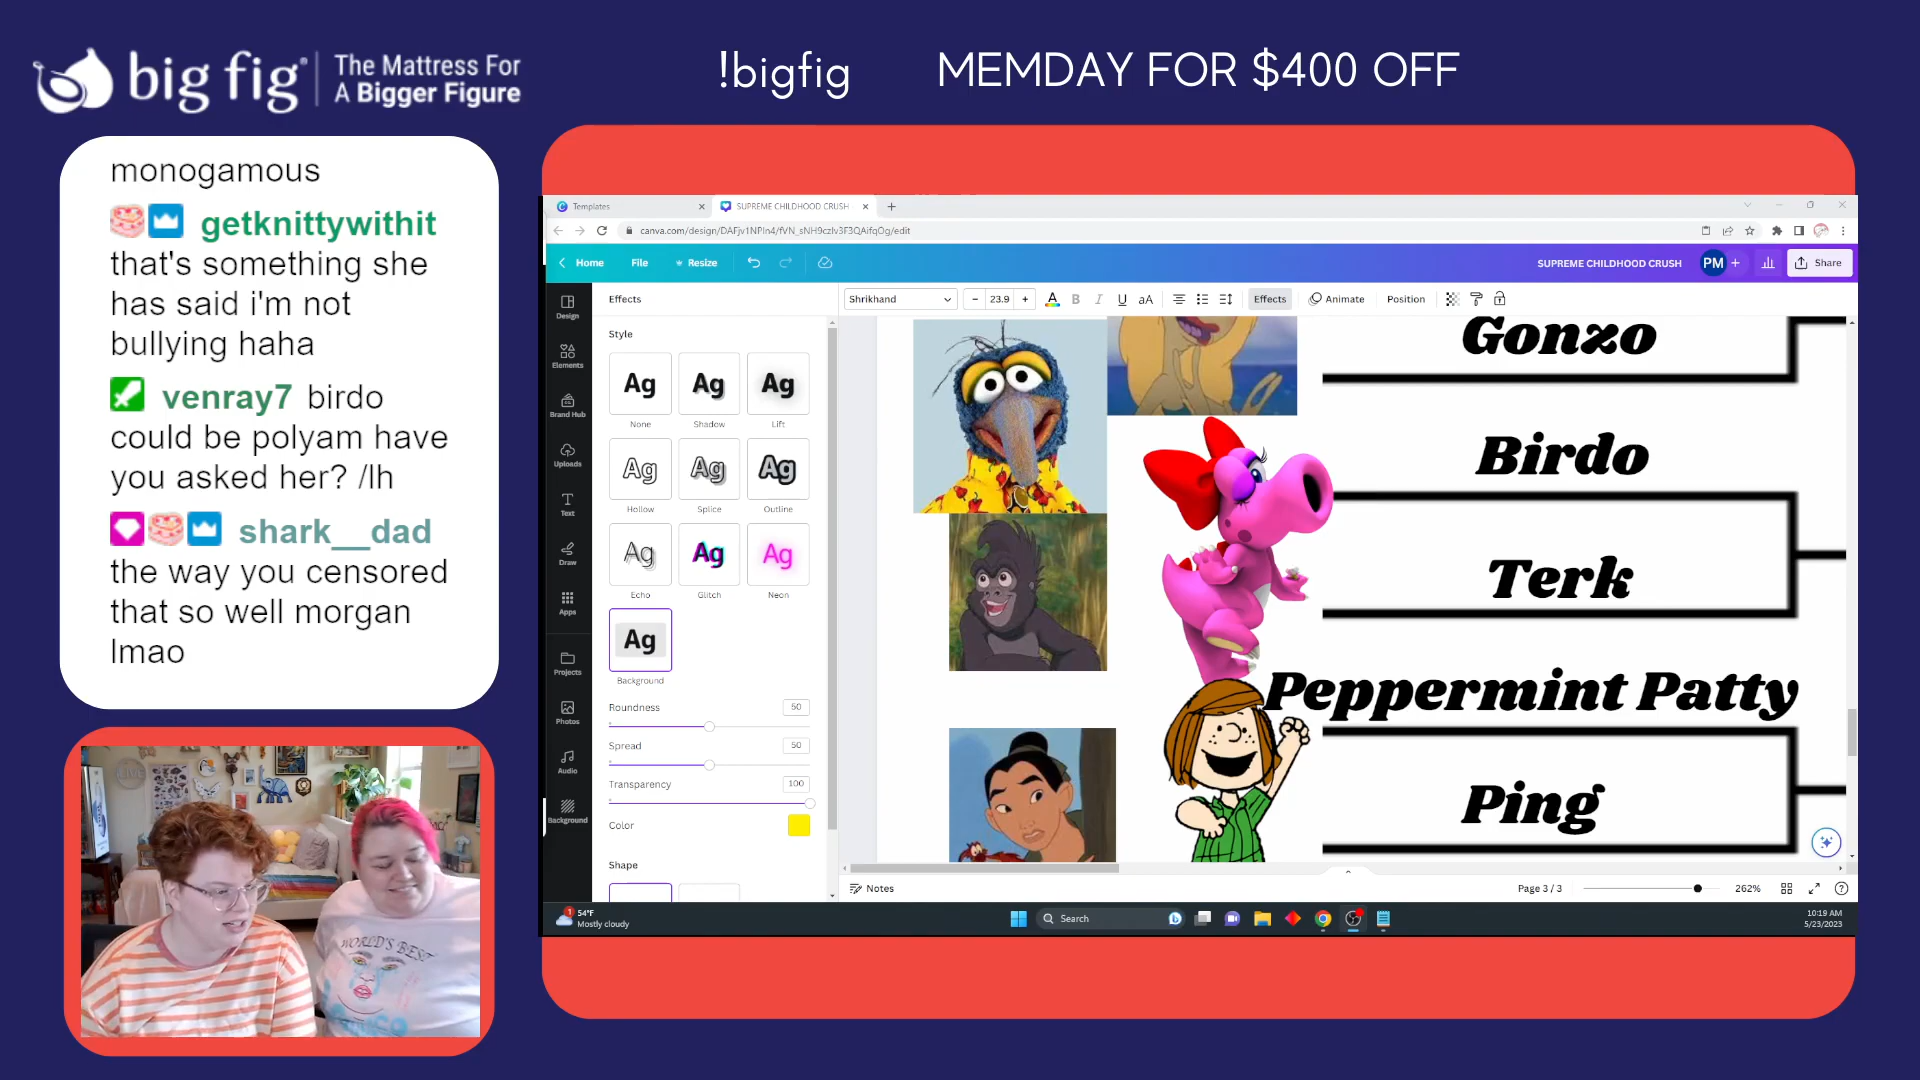 big fig
The Mattress For
A Bigger Figure
!bigfig
MEMDAY FOR $400 OFF
monogamous
getknittywithit
that's something she
has said i'm not
bullying haha
venray7 birdo
could be polyam have
you asked her? /lh
shark__dad
the way you censored
that so well morgan
lmao
WORLD'S BEST
Templates
SUPREME CHILDHOOD CRUSH
canva.com/design/DAFjv1NPln4/fVN_sNH9czlv3F3QAifqOg/edit
Home
File
Resize
SUPREME CHILDHOOD CRUSH
PM
Share
Effects
Shrikhand
23.9
A
B
I
U
aA
Effects
Animate
Position
Design
Elements
Brand Hub
Uploads
Text
Draw
Apps
Projects
Photos
Audio
Background
Style
Ag
Ag
Ag
None
Shadow
Lift
Ag
Ag
Ag
Hollow
Splice
Outline
Ag
Ag
Ag
Echo
Glitch
Neon
Ag
Background
Roundness
50
Spread
50
Transparency
100
Color
Shape
Gonzo
Birdo
Terk
Peppermint Patty
Ping
Notes
Page 3 / 3
262%
1
54°F
Mostly cloudy
Search
10:19 AM
5/23/2023